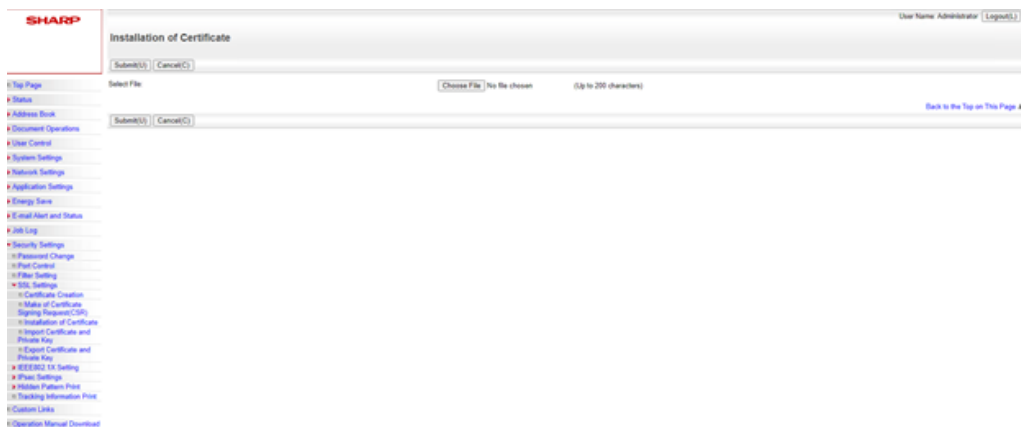 SHARP
User Name: Administrator Logout(L)
Installation of Certificate
Submit(U) Cancel(C)
Select File: Choose File No file chosen (Up to 200 characters)
Back to the Top on This Page
Submit(U) Cancel(C)
Top Page
Status
Address Book
Document Operations
User Control
System Settings
Network Settings
Application Settings
Energy Save
E-mail Alert and Status
Job Log
Security Settings
Password Change
Port Control
Filter Setting
SSL Settings
Certificate Creation
Make of Certificate
Signing Request(CSR)
Installation of Certificate
Import Certificate and
Private Key
Export Certificate and
Private Key
IEEE802.1X Setting
IPsec Settings
Hidden Pattern Print
Tracking Information Print
Custom Links
Operation Manual Download